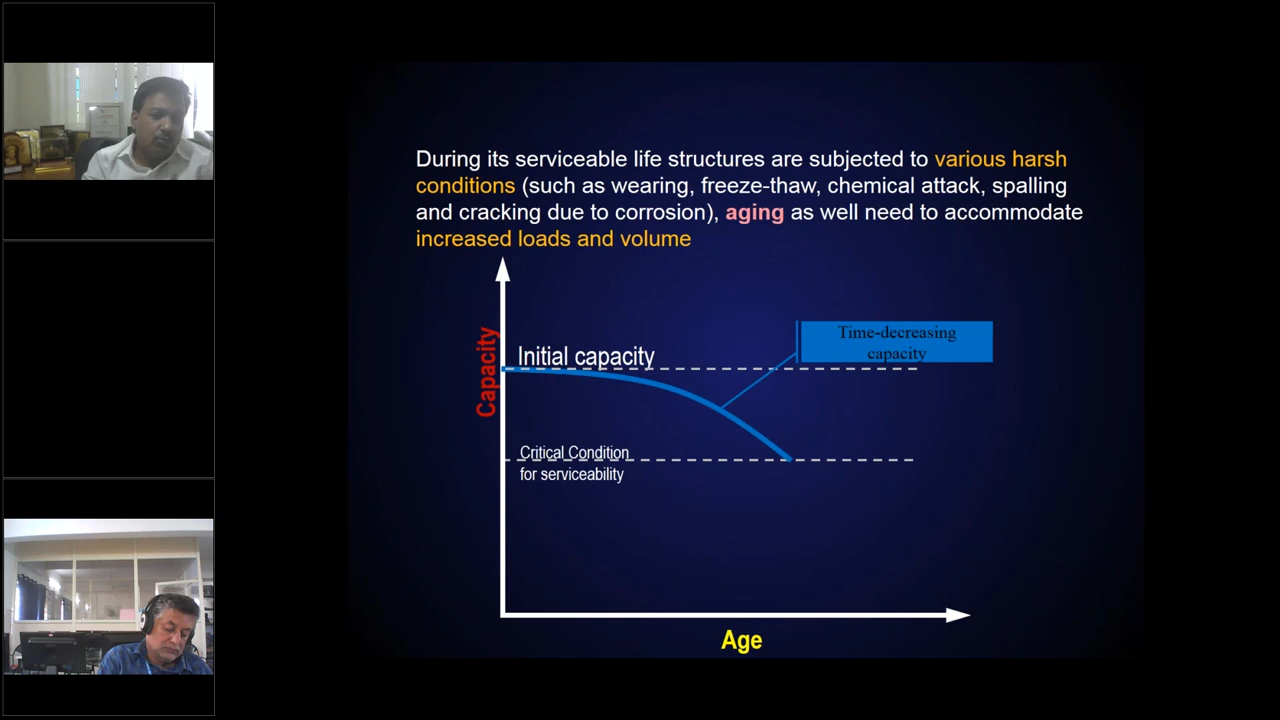 During its serviceable life structures are subjected to various harsh
conditions (such as wearing, freeze-thaw, chemical attack, spalling
and cracking due to corrosion), aging as well need to accommodate
increased loads and volume
Time-decreasing
capacity
Capacity
Initial capacity
Critical Condition
for serviceability
Age